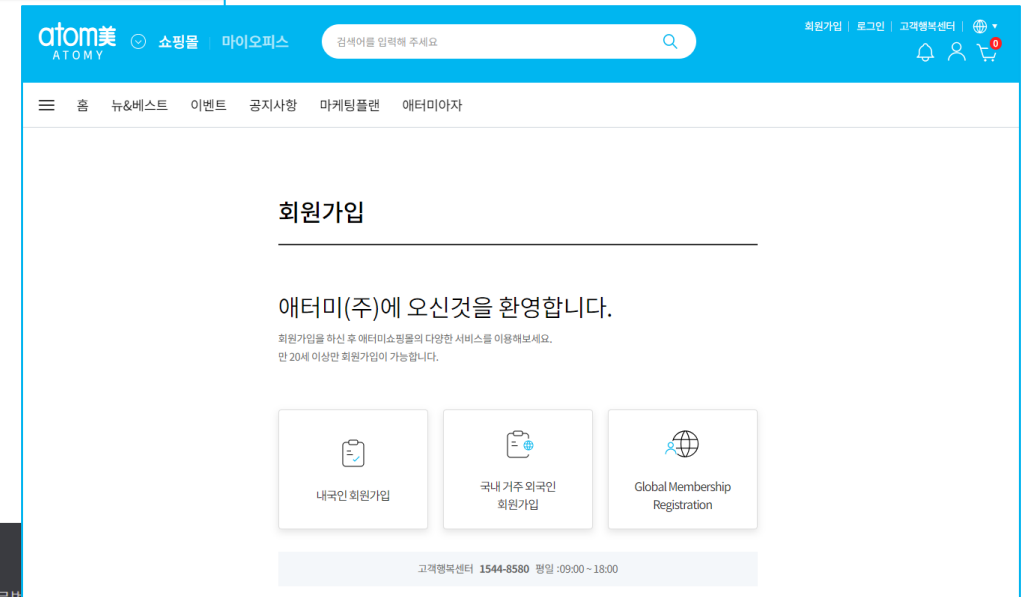 atom美
ATOMY
쇼핑몰
마이오피스
검색어를 입력해 주세요
회원가입
로그인
고객행복센터
0
홈
뉴&베스트
이벤트
공지사항
마케팅플랜
애터미아자
회원가입
애터미(주)에 오신것을 환영합니다.
회원가입을 하신 후 애터미쇼핑몰의 다양한 서비스를 이용해보세요.
만 20세 이상만 회원가입이 가능합니다.
내국인 회원가입
국내 거주 외국인
회원가입
Global Membership
Registration
고객행복센터 1544-8580 평일 :09:00 ~ 18:00